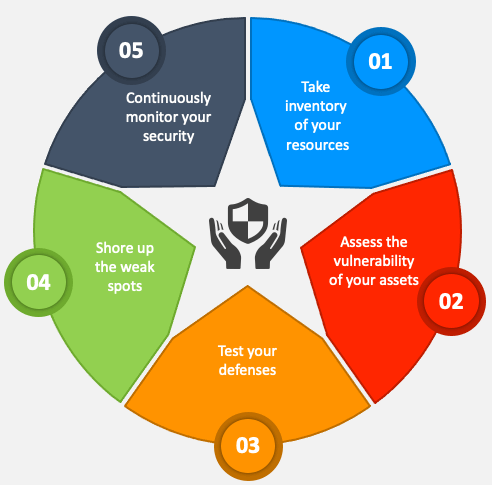 01
Take
inventory
of your
resources
02
Assess the
vulnerability
of your assets
03
Test your
defenses
04
Shore up
the weak
spots
05
Continuously
monitor your
security